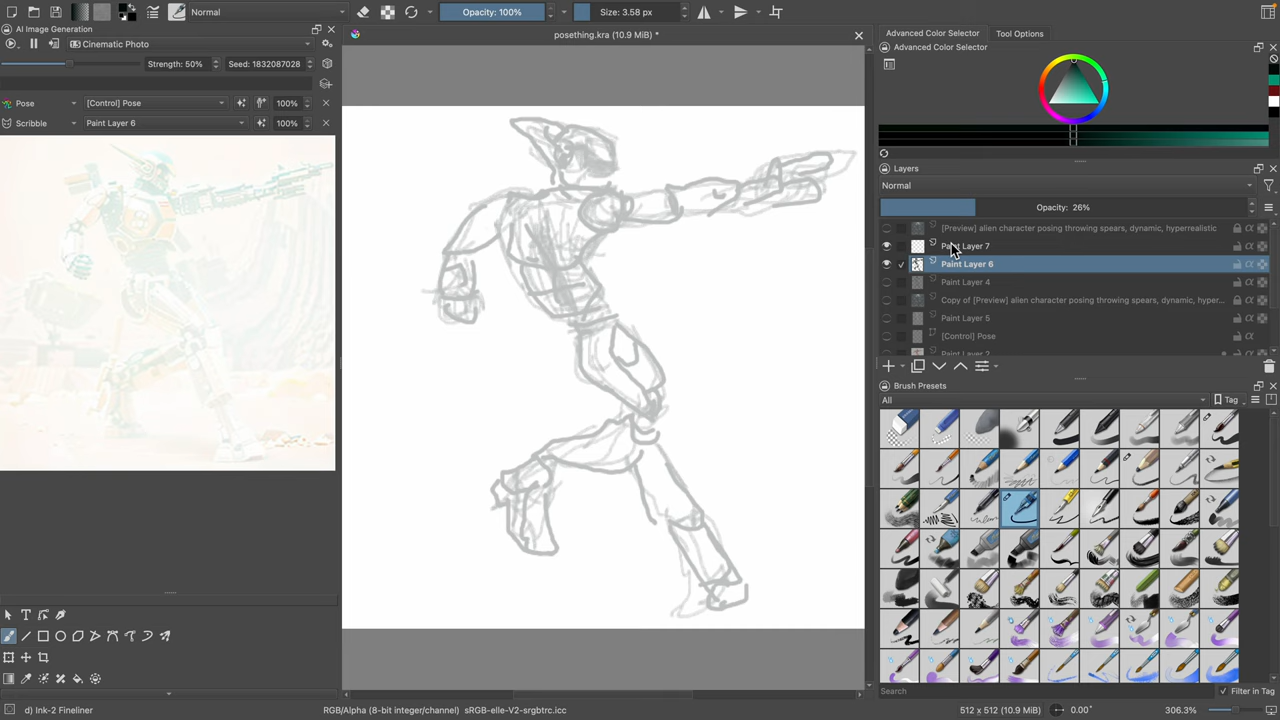 Normal
Opacity: 100%
Size: 3.58 px
AI Image Generation
Cinematic Photo
Strength: 50%
Seed: 1832087028
Pose
[Control] Pose
100%
Scribble
Paint Layer 6
100%
posething.kra (10.9 MiB) *
Advanced Color Selector
Tool Options
Advanced Color Selector
Layers
Normal
Opacity: 26%
[Preview] alien character posing throwing spears, dynamic, hyperrealistic
Paint Layer 7
Paint Layer 6
Paint Layer 4
Copy of [Preview] alien character posing throwing spears, dynamic, hyper...
Paint Layer 5
[Control] Pose
Paint Layer 2
Brush Presets
All
Tag
Search
Filter in Tag
d) Ink-2 Fineliner
RGB/Alpha (8-bit integer/channel) sRGB-elle-V2-srgbtrc.icc
512 x 512 (10.9 MiB)
0.00°
306.3%